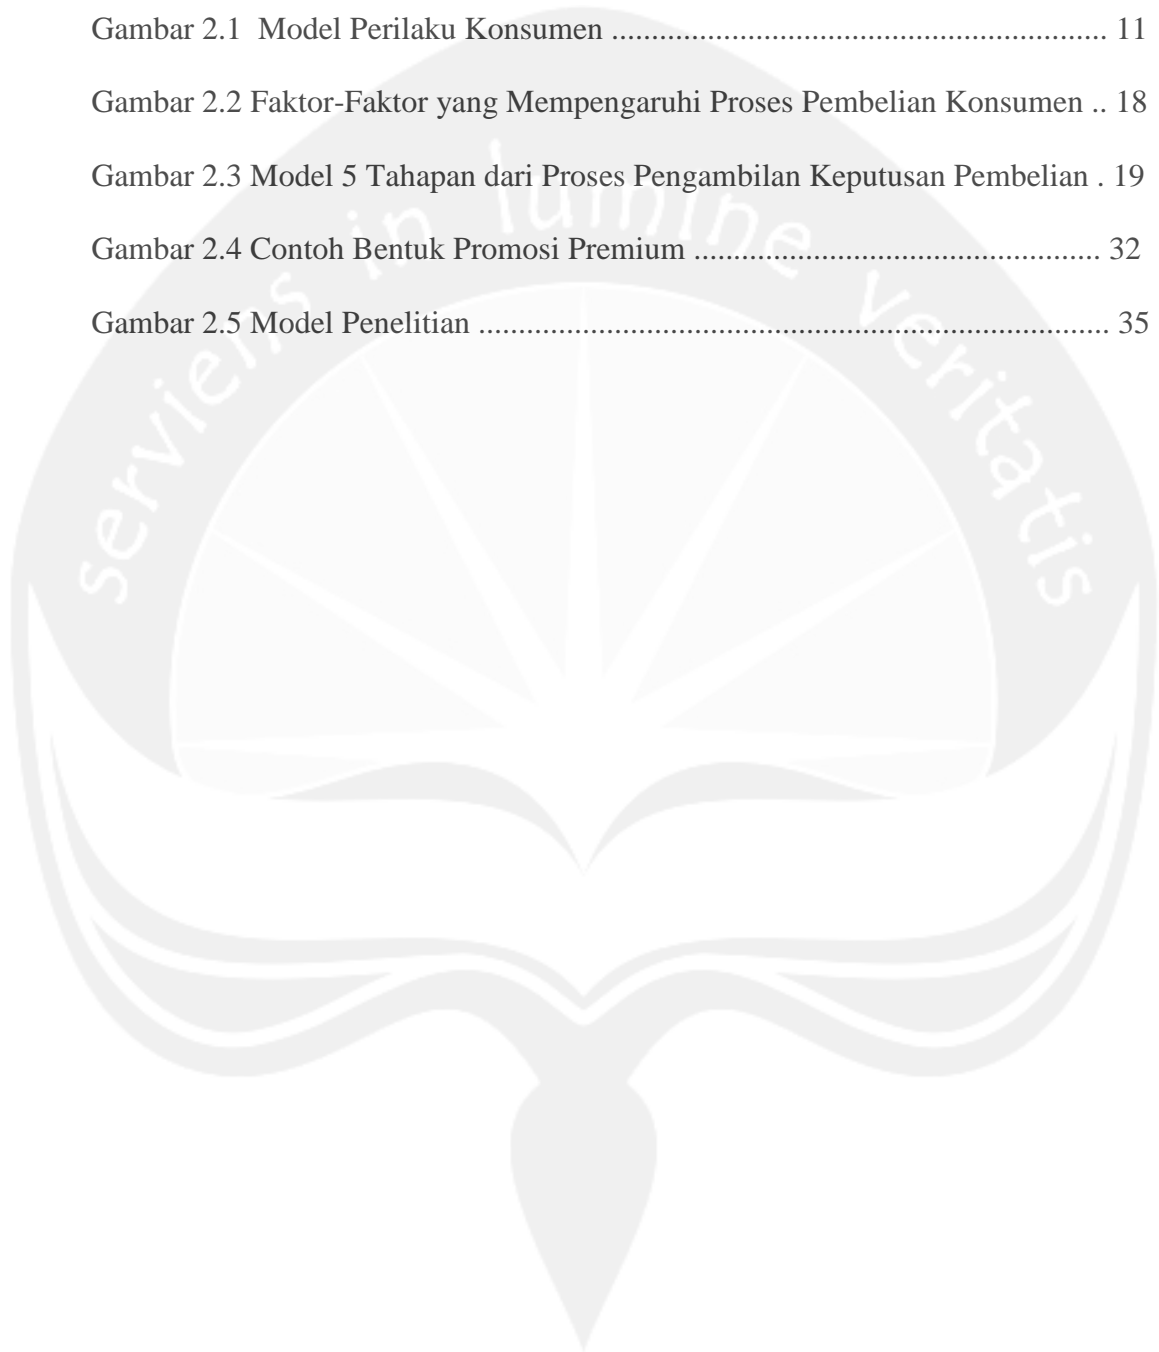 Gambar 2.1  Model Perilaku Konsumen .............................................................. 11
Gambar 2.2 Faktor-Faktor yang Mempengaruhi Proses Pembelian Konsumen .. 18
Gambar 2.3 Model 5 Tahapan dari Proses Pengambilan Keputusan Pembelian . 19
Gambar 2.4 Contoh Bentuk Promosi Premium ................................................... 32
Gambar 2.5 Model Penelitian ............................................................................... 35
serviens in lumine veritatis